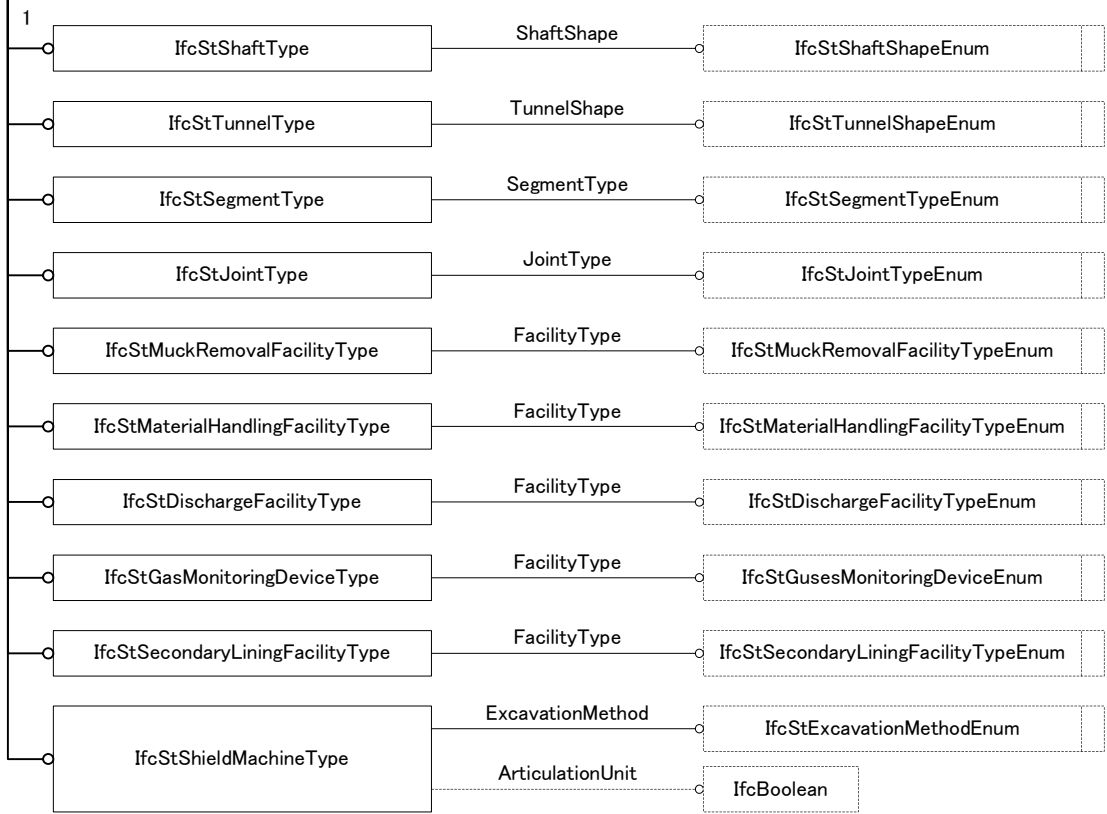 1
IfcStShaftType
ShaftShape
IfcStShaftShapeEnum
IfcStTunnelType
TunnelShape
IfcStTunnelShapeEnum
IfcStSegmentType
SegmentType
IfcStSegmentTypeEnum
IfcStJointType
JointType
IfcStJointTypeEnum
IfcStMuckRemovalFacilityType
FacilityType
IfcStMuckRemovalFacilityTypeEnum
IfcStMaterialHandlingFacilityType
FacilityType
IfcStMaterialHandlingFacilityTypeEnum
IfcStDischargeFacilityType
FacilityType
IfcStDischargeFacilityTypeEnum
IfcStGasMonitoringDeviceType
FacilityType
IfcStGusesMonitoringDeviceEnum
IfcStSecondaryLiningFacilityType
FacilityType
IfcStSecondaryLiningFacilityTypeEnum
IfcStShieldMachineType
ExcavationMethod
IfcStExcavationMethodEnum
ArticulationUnit
IfcBoolean